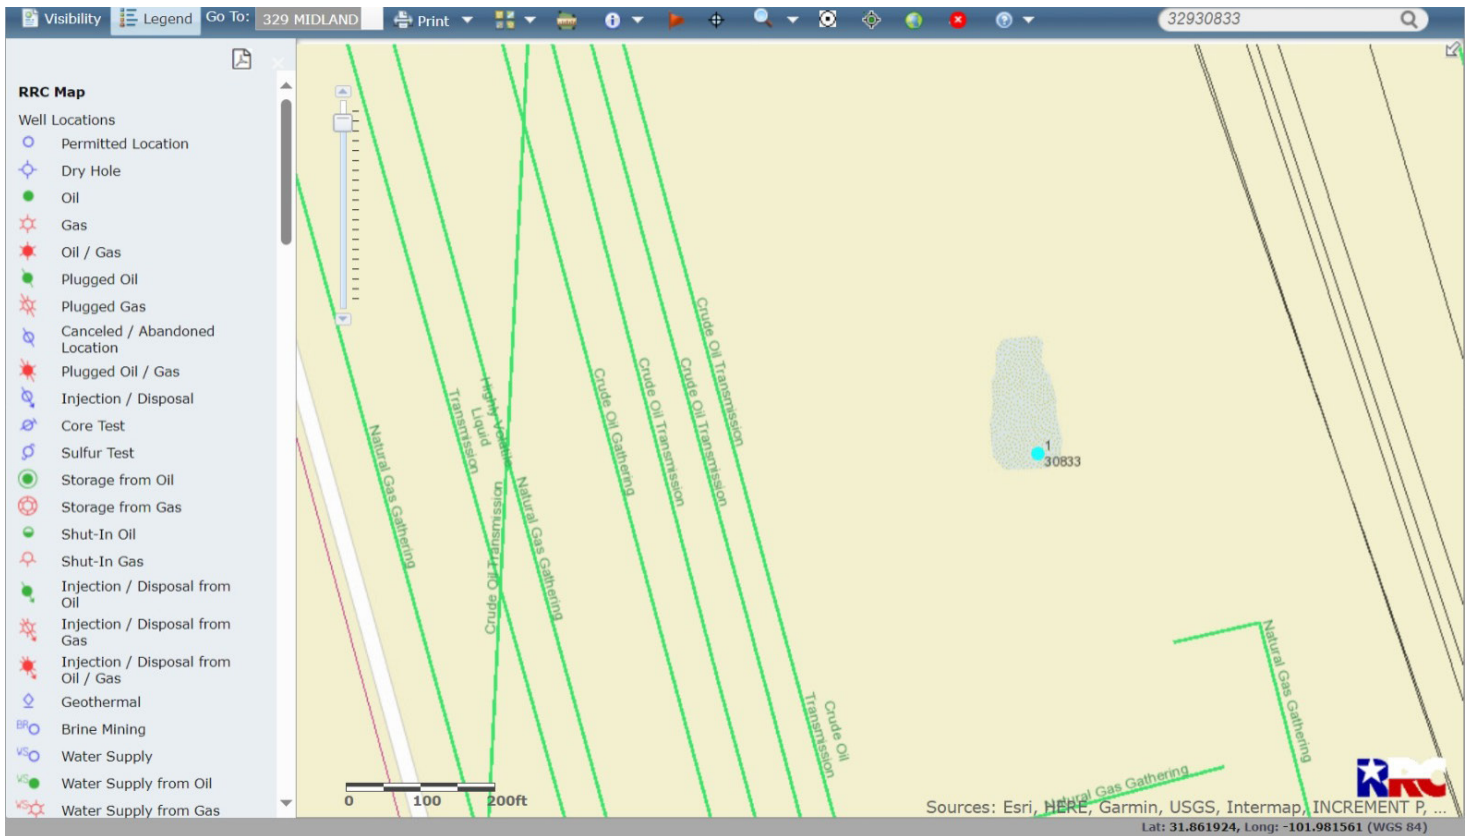 Visibility
Legend
Go To:
329 MIDLAND
Print
32930833
RRC Map
Well Locations
Permitted Location
Dry Hole
Oil
Gas
Oil / Gas
Plugged Oil
Plugged Gas
Canceled / Abandoned
Location
Plugged Oil / Gas
Injection / Disposal
Core Test
Sulfur Test
Storage from Oil
Storage from Gas
Shut-In Oil
Shut-In Gas
Injection / Disposal from
Oil
Injection / Disposal from
Gas
Injection / Disposal from
Oil / Gas
Geothermal
BR
Brine Mining
WS
Water Supply
WS
Water Supply from Oil
WS
Water Supply from Gas
Natural Gas Gathering
Transmission
Highly Volatile
Liquid
Crude Oil Transmission
Natural Gas Gathering
Crude Oil Gathering
Crude Oil Transmission
Crude Oil Transmission
Crude Oil Transmission
Crude Oil
Transmission
1
30833
Natural Gas Gathering
Natural Gas Gathering
0 100 200ft
RRC
Sources: Esri, HERE, Garmin, USGS, Intermap, INCREMENT P, ...
Lat: 31.861924, Long: -101.981561 (WGS 84)